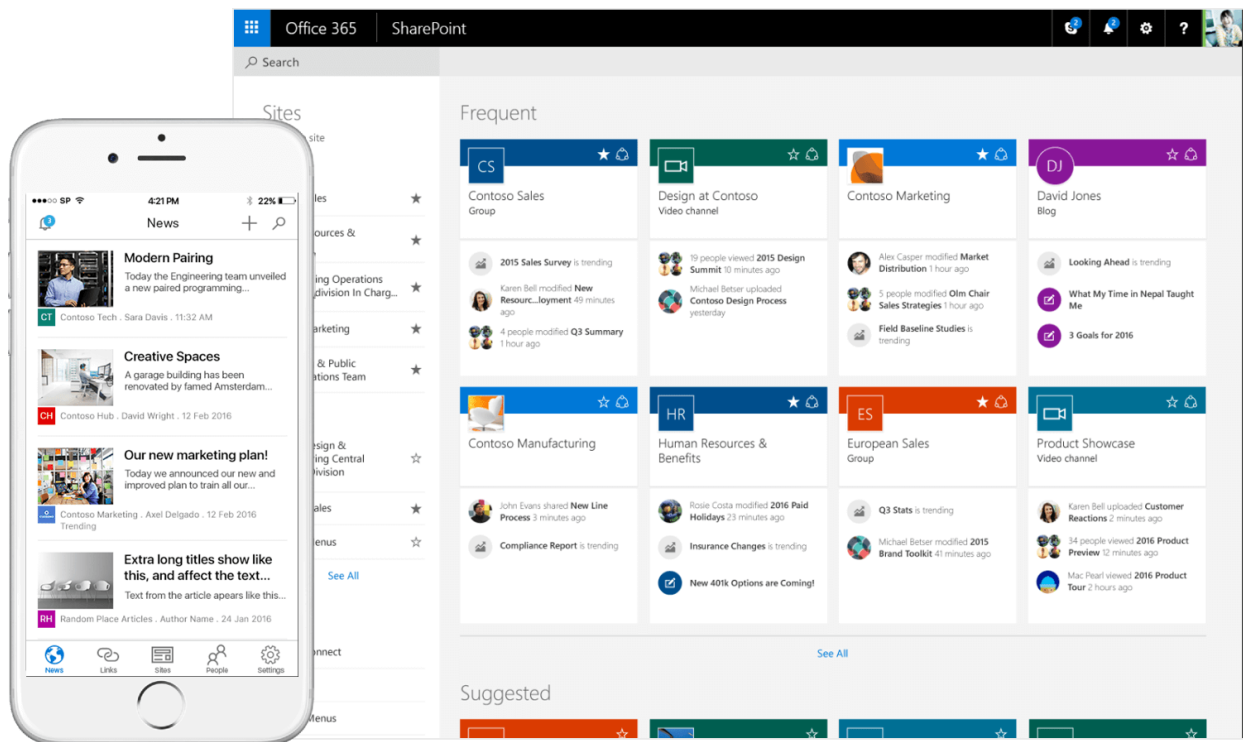 Office 365
SharePoint
2
2
?
Search
Sites
site
les
ources &
ing Operations
division In Charg...
arketing
& Public
ations Team
esign &
ing Central
Division
ales
enus
See All
nnect
Menus
Frequent
CS
Contoso Sales
Group
2015 Sales Survey is trending
Karen Bell modified New
Resourc...loyment 49 minutes
ago
4 people modified Q3 Summary
1 hour ago
Design at Contoso
Video channel
19 people viewed 2015 Design
Summit 10 minutes ago
Michael Betser uploaded
Contoso Design Process
yesterday
Contoso Marketing
Alex Casper modified Market
Distribution 1 hour ago
5 people modified Olm Chair
Sales Strategies 1 hour ago
Field Baseline Studies is
trending
DJ
David Jones
Blog
Looking Ahead is trending
What My Time in Nepal Taught
Me
3 Goals for 2016
Contoso Manufacturing
John Evans shared New Line
Process 3 minutes ago
Compliance Report is trending
HR
Human Resources &
Benefits
Rosie Costa modified 2016 Paid
Holidays 23 minutes ago
Insurance Changes is trending
New 401k Options are Coming!
ES
European Sales
Group
Q3 Stats is trending
Michael Betser modified 2015
Brand Toolkit 41 minutes ago
Product Showcase
Video channel
Karen Bell uploaded Customer
Reactions 2 minutes ago
34 people viewed 2016 Product
Preview 12 minutes ago
Mac Pearl viewed 2016 Product
Tour 2 hours ago
See All
Suggested
SP
4:21 PM
22%
3
News
Modern Pairing
Today the Engineering team unveiled
a new paired programming...
CT
Contoso Tech . Sara Davis . 11:32 AM
Creative Spaces
A garage building has been
renovated by famed Amsterdam...
CH
Contoso Hub . David Wright . 12 Feb 2016
Our new marketing plan!
Today we announced our new and
improved plan to train all our...
Contoso Marketing . Axel Delgado . 12 Feb 2016
Trending
Extra long titles show like
this, and affect the text...
Text from the article apears like this...
RH
Random Place Articles . Author Name . 24 Jan 2016
News
Links
Sites
People
Settings